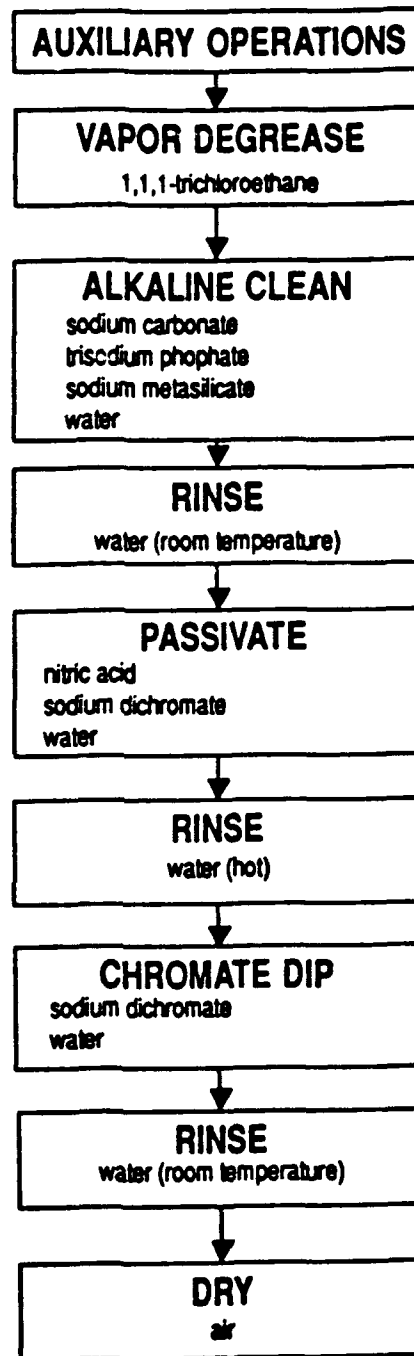 AUXILIARY OPERATIONS
VAPOR DEGREASE
1,1,1-trichloroethane
ALKALINE CLEAN
sodium carbonate
trisodium phophate
sodium metasilicate
water
RINSE
water (room temperature)
PASSIVATE
nitric acid
sodium dichromate
water
RINSE
water (hot)
CHROMATE DIP
sodium dichromate
water
RINSE
water (room temperature)
DRY
air